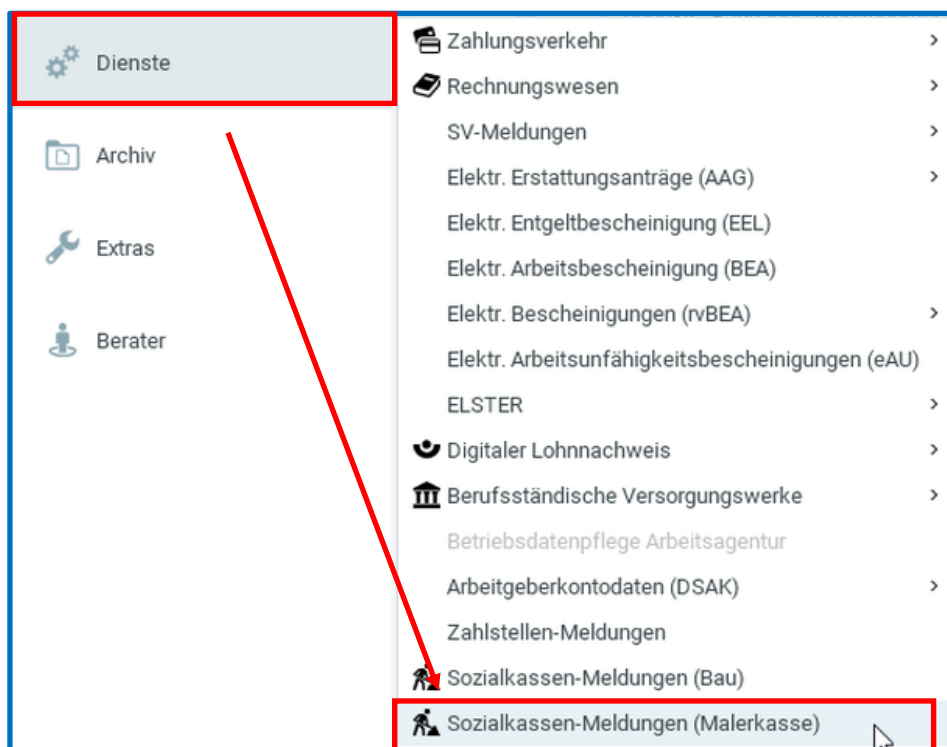 Dienste
Archiv
Extras
Berater
Zahlungsverkehr
Rechnungswesen
SV-Meldungen
Elektr. Erstattungsanträge (AAG)
Elektr. Entgeltbescheinigung (EEL)
Elektr. Arbeitsbescheinigung (BEA)
Elektr. Bescheinigungen (rvBEA)
Elektr. Arbeitsunfähigkeitsbescheinigungen (eAU)
ELSTER
Digitaler Lohnnachweis
Berufsständische Versorgungswerke
Betriebsdatenpflege Arbeitsagentur
Arbeitgeberkontodaten (DSAK)
Zahlstellen-Meldungen
Sozialkassen-Meldungen (Bau)
Sozialkassen-Meldungen (Malerkasse)